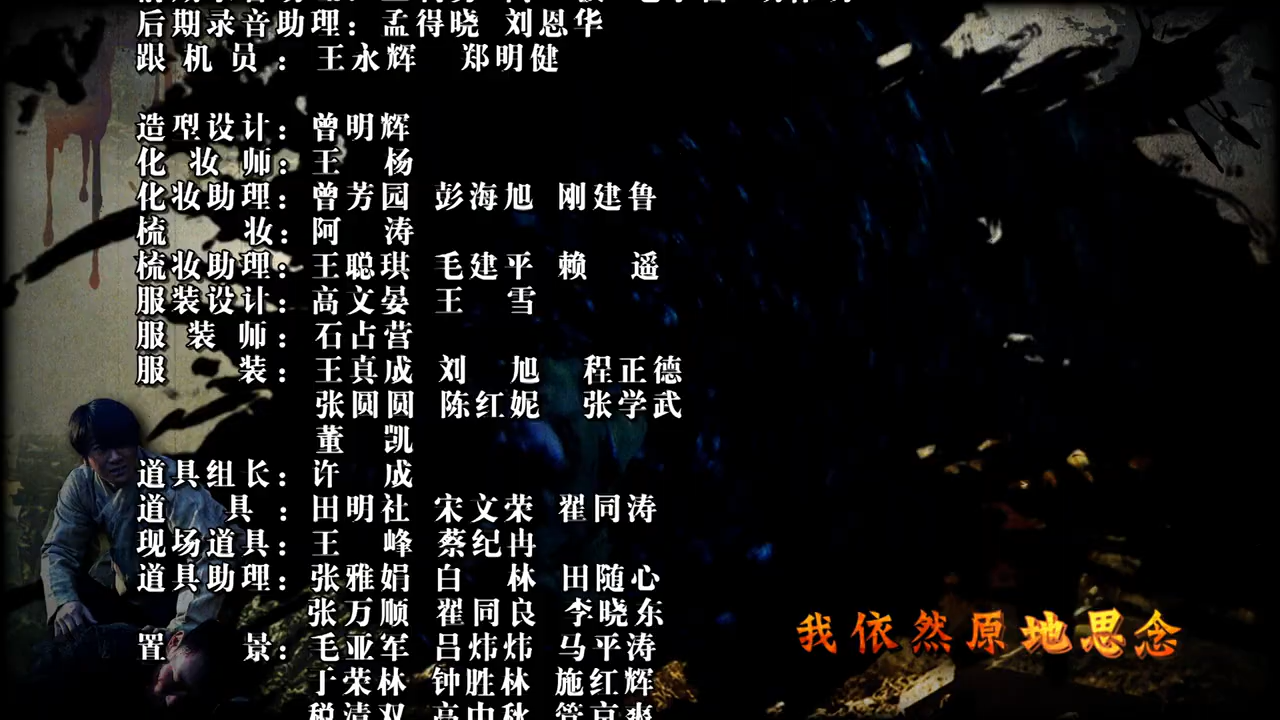 后期录音助理：孟得晓 刘恩华
跟机员：王永辉 郑明健
造型设计：曾明辉
化妆师：王 杨
化妆助理：曾芳园 彭海旭 刚建鲁
梳 妆：阿 涛
梳妆助理：王聪琪 毛建平 赖 遥
服装设计：高文晏 王 雪
服装师：石占营
服 装：王真成 刘 旭 程正德
张圆圆 陈红妮 张学武
董 凯
道具组长：许 成
道 具：田明社 宋文荣 翟同涛
现场道具：王 峰 蔡纪冉
道具助理：张雅娟 白 林 田随心
张万顺 翟同良 李晓东
置 景：毛亚军 吕炜炜 马平涛
丁荣林 钟胜林 施红辉
我依然原地思念